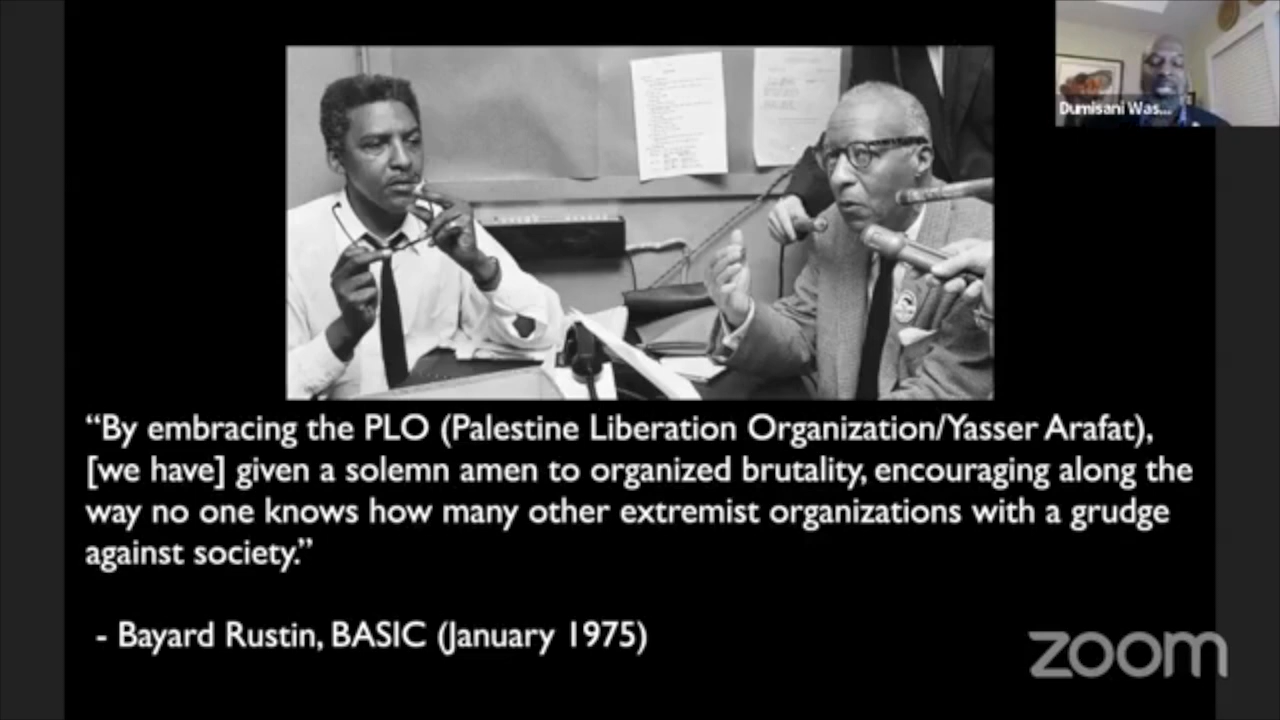 Dumisani Was...
“By embracing the PLO (Palestine Liberation Organization/Yasser Arafat),
[we have] given a solemn amen to organized brutality, encouraging along the
way no one knows how many other extremist organizations with a grudge
against society.”
- Bayard Rustin, BASIC (January 1975)
zoom